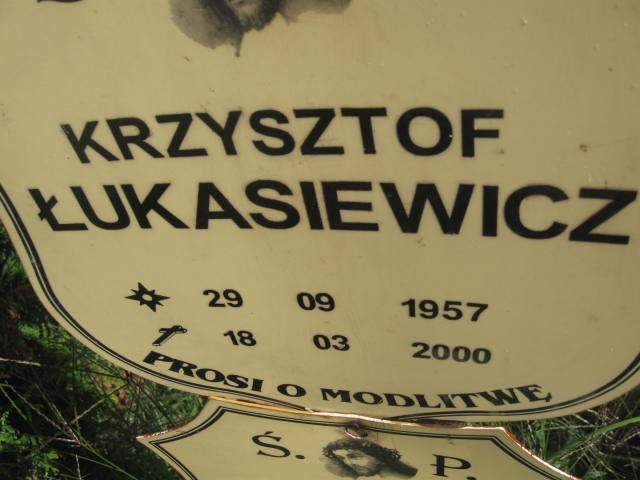 KRZYSZTOF
ŁUKASIEWICZ
29 09 1957
18 03 2000
PROSI O MODLITWĘ
Ś. P.